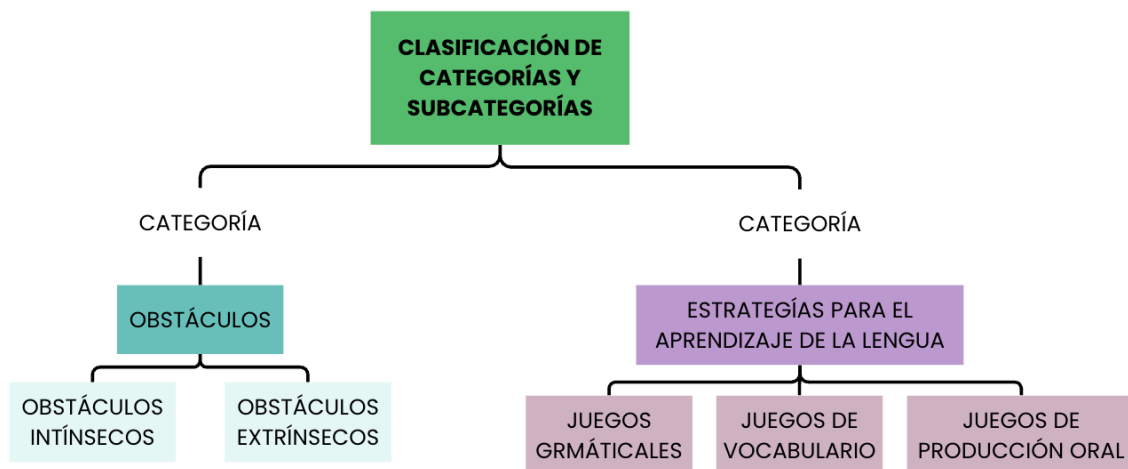 CLASIFICACIÓN DE
CATEGORÍAS Y
SUBCATEGORÍAS
CATEGORÍA
CATEGORÍA
OBSTÁCULOS
ESTRATEGÍAS PARA EL
APRENDIZAJE DE LA LENGUA
OBSTÁCULOS
INTÍNSECOS
OBSTÁCULOS
EXTRÍNSECOS
JUEGOS
GRMÁTICALES
JUEGOS DE
VOCABULARIO
JUEGOS DE
PRODUCCIÓN ORAL